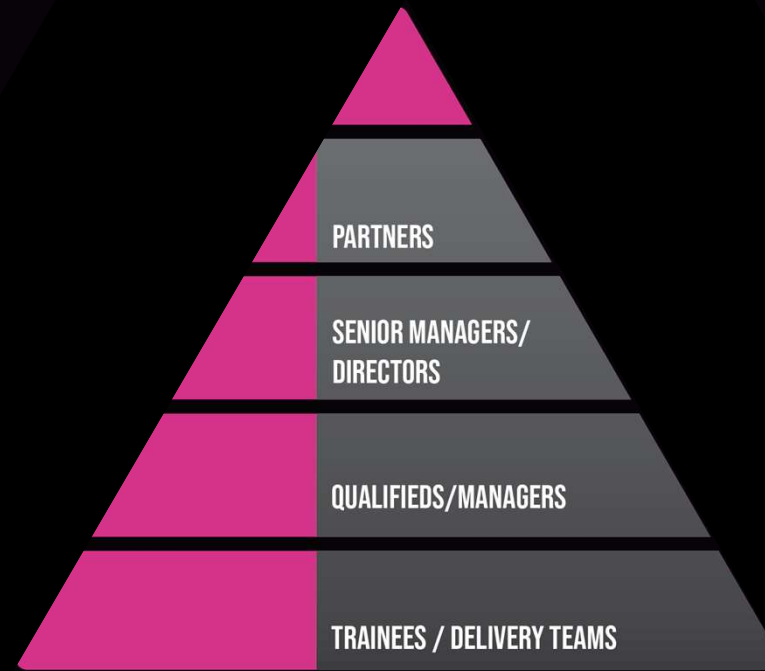 PARTNERS
SENIOR MANAGERS/
DIRECTORS
QUALIFIEDS/MANAGERS
TRAINEES / DELIVERY TEAMS